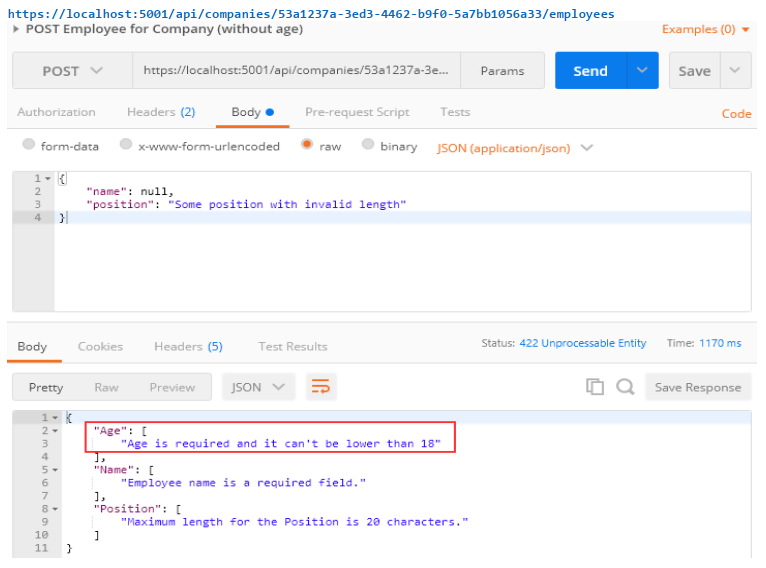 https://localhost:5001/api/companies/53a1237a-3ed3-4462-b9f0-5a7bb1056a33/employees
POST Employee for Company (without age) Examples (0)
POST https://localhost:5001/api/companies/53a1237a-3e... Params Send Save
Authorization Headers (2) Body Pre-request Script Tests Code
form-data x-www-form-urlencoded raw binary JSON (application/json)
1 {
2 "name": null,
3 "position": "Some position with invalid length"
4 }
Body Cookies Headers (5) Test Results Status: 422 Unprocessable Entity Time: 1170 ms
Pretty Raw Preview JSON Save Response
1 {
2 "Age": [
3 "Age is required and it can't be lower than 18"
4 ],
5 "Name": [
6 "Employee name is a required field."
7 ],
8 "Position": [
9 "Maximum length for the Position is 20 characters."
10 ]
11 }